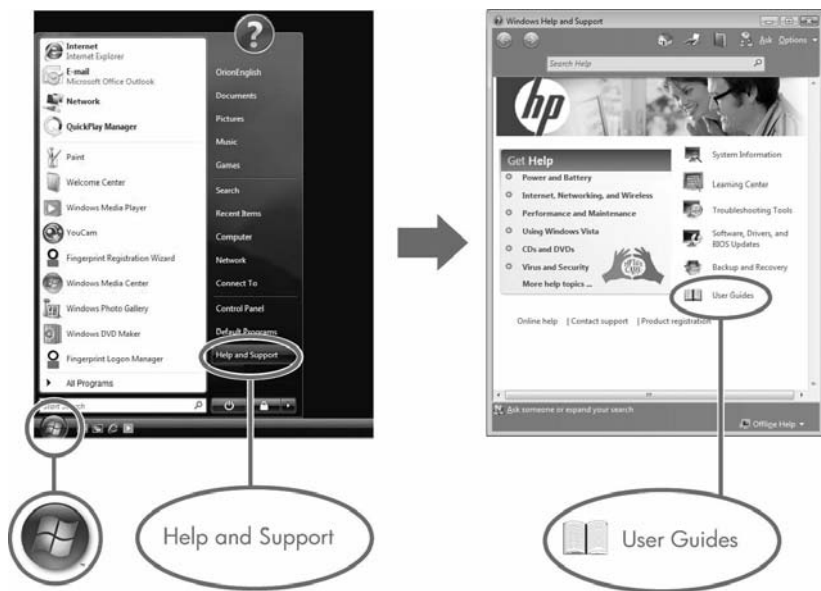 Internet
Internet Explorer
E-mail
Microsoft Office Outlook
Network
QuickPlay Manager
Paint
Welcome Center
Windows Media Player
YouCam
Fingerprint Registration Wizard
Windows Media Center
Windows Photo Gallery
Windows DVD Maker
Fingerprint Logon Manager
All Programs
Start Search
?
OrionEnglish
Documents
Pictures
Music
Games
Search
Recent Items
Computer
Network
Connect To
Control Panel
Default Programs
Help and Support
Help and Support
Windows Help and Support
Ask Options
Search Help
hp
Get Help
Power and Battery
Internet, Networking, and Wireless
Performance and Maintenance
Using Windows Vista
CDs and DVDs
Virus and Security
More help topics ...
System Information
Learning Center
Troubleshooting Tools
Software, Drivers, and
BIOS Updates
Backup and Recovery
User Guides
Online help | Contact support | Product registration
Ask someone or expand your search
Offline Help
User Guides